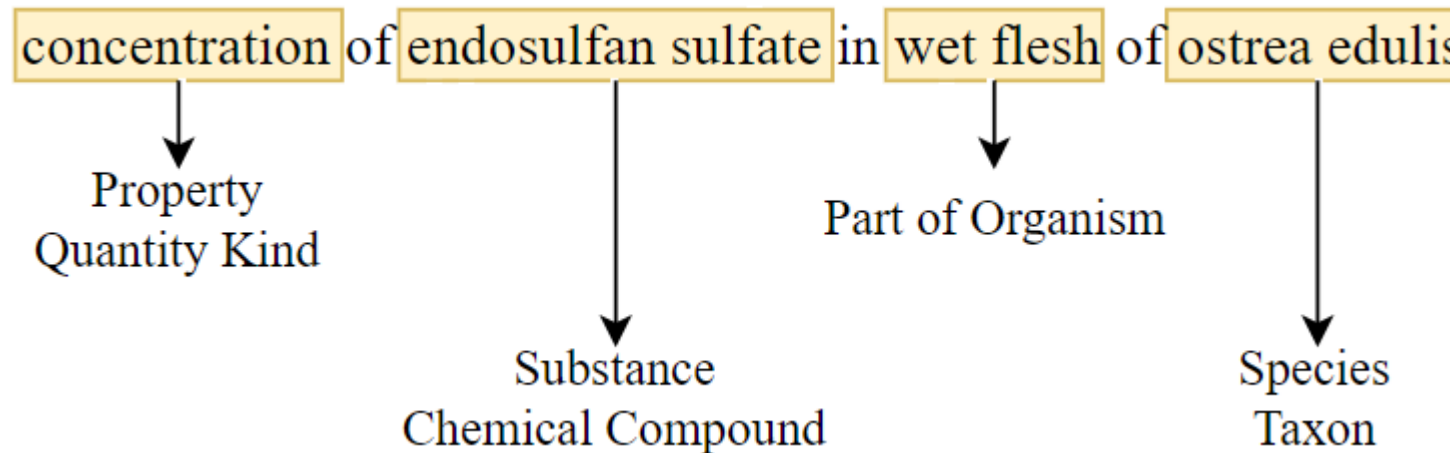 concentration of endosulfan sulfate in wet flesh of ostrea edulis
Property
Quantity Kind
Part of Organism
Substance
Chemical Compound
Species
Taxon